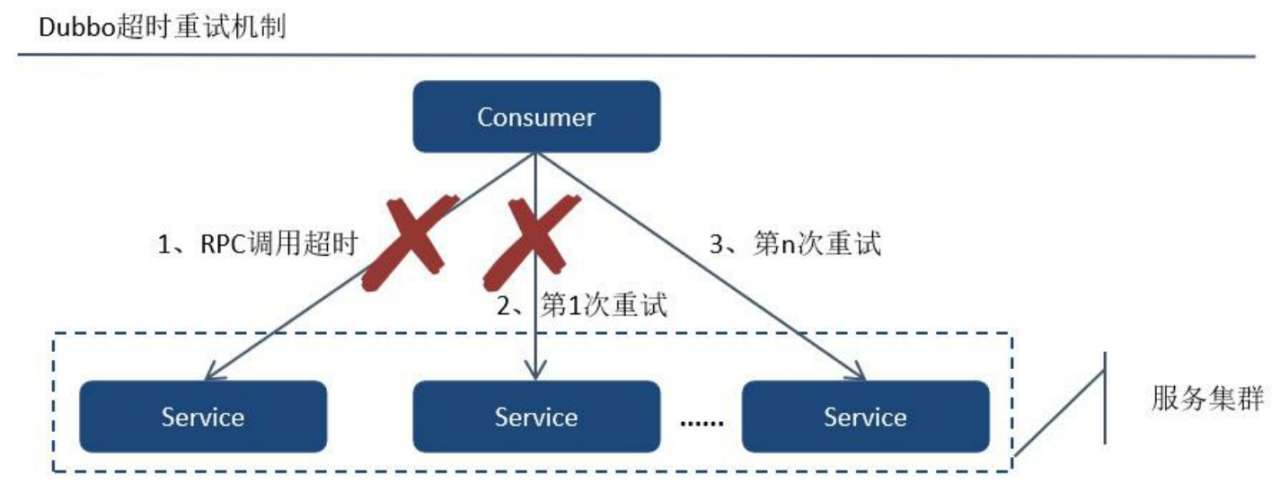 Dubbo超时重试机制
Consumer
1、RPC调用超时
3、第n次重试
2、第1次重试
Service
Service
......
Service
服务集群